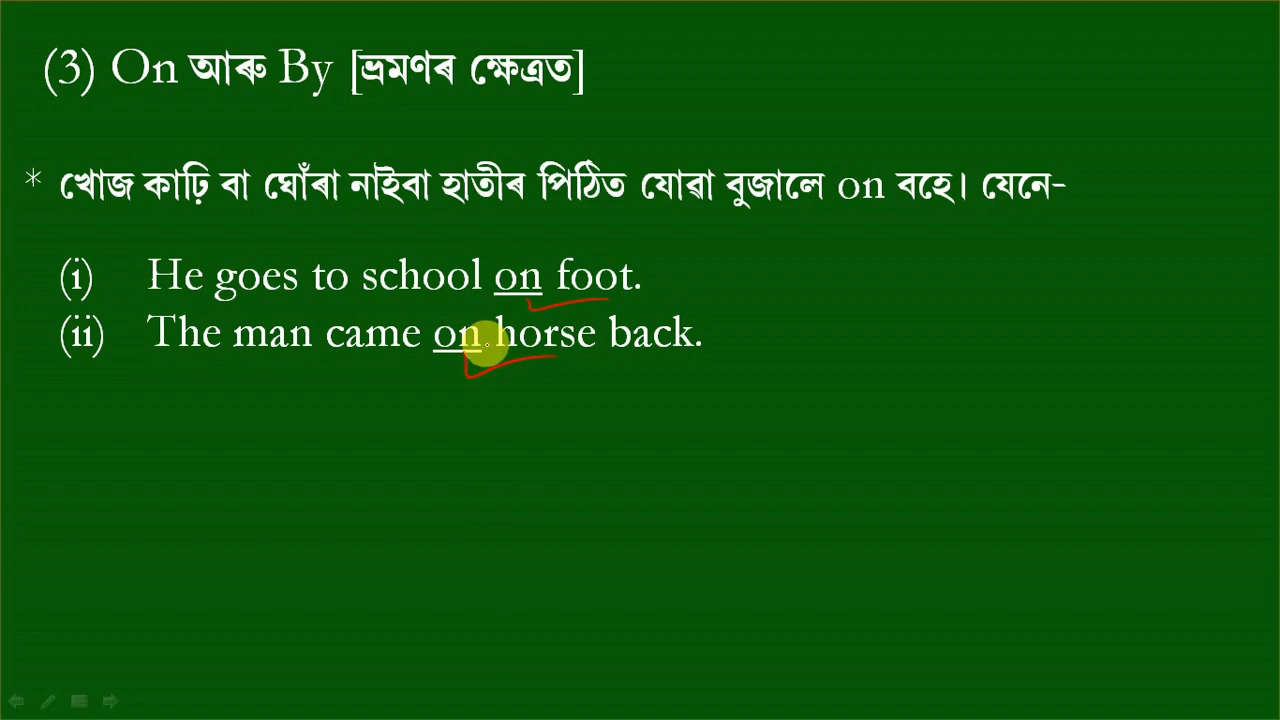 (3) On আৰু By [ভ্ৰমণৰ ক্ষেত্ৰত]
* খোজ কাঢ়ি বা ঘোঁৰা নাইবা হাতীৰ পিঠিত যোৱা বুজালে on বহে। যেনে-
(i) He goes to school on foot.
(ii) The man came on horse back.